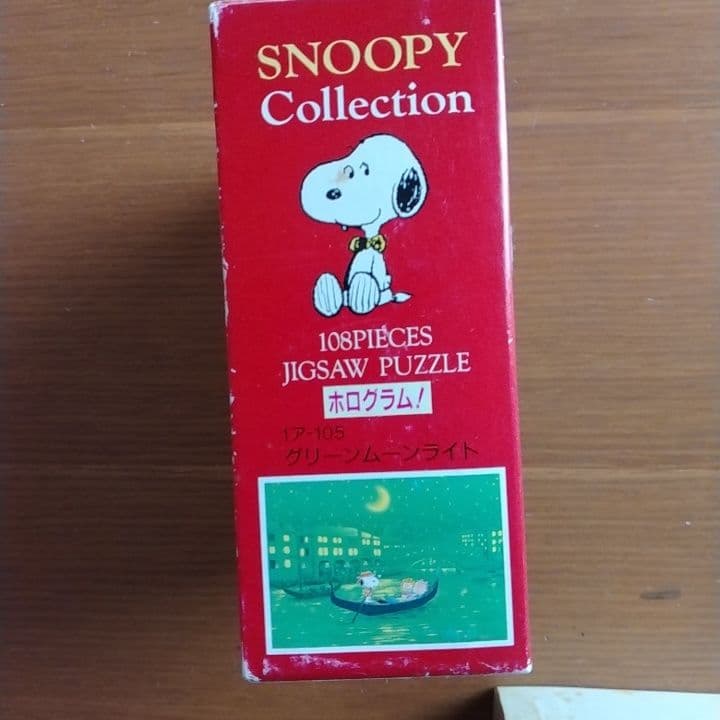 SNOOPY
Collection
108PIECES
JIGSAW PUZZLE
ホログラム!
1ア-105
グリーンムーンライト